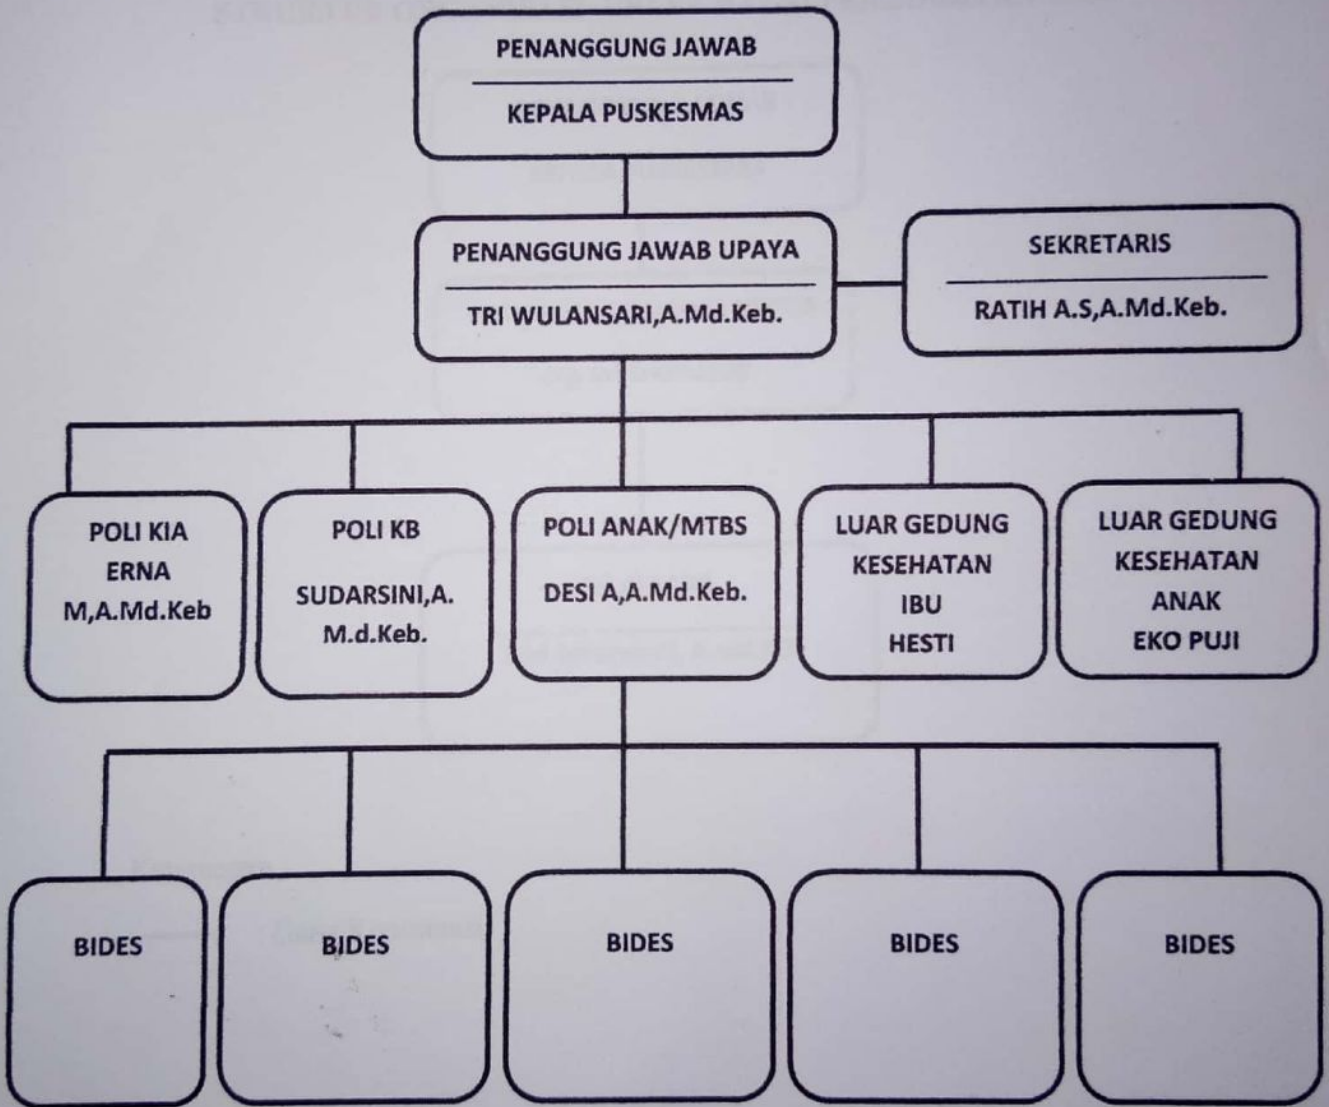 PENANGGUNG JAWAB
KEPALA PUSKESMAS
PENANGGUNG JAWAB UPAYA
TRI WULANSARI,A.Md.Keb.
SEKRETARIS
RATIH A.S,A.Md.Keb.
POLI KIA
ERNA
M,A.Md.Keb
POLI KB
SUDARSINI,A.
M.d.Keb.
POLI ANAK/MTBS
DESI A,A.Md.Keb.
LUAR GEDUNG
KESEHATAN
IBU
HESTI
LUAR GEDUNG
KESEHATAN
ANAK
EKO PUJI
BIDES
BIDES
BIDES
BIDES
BIDES